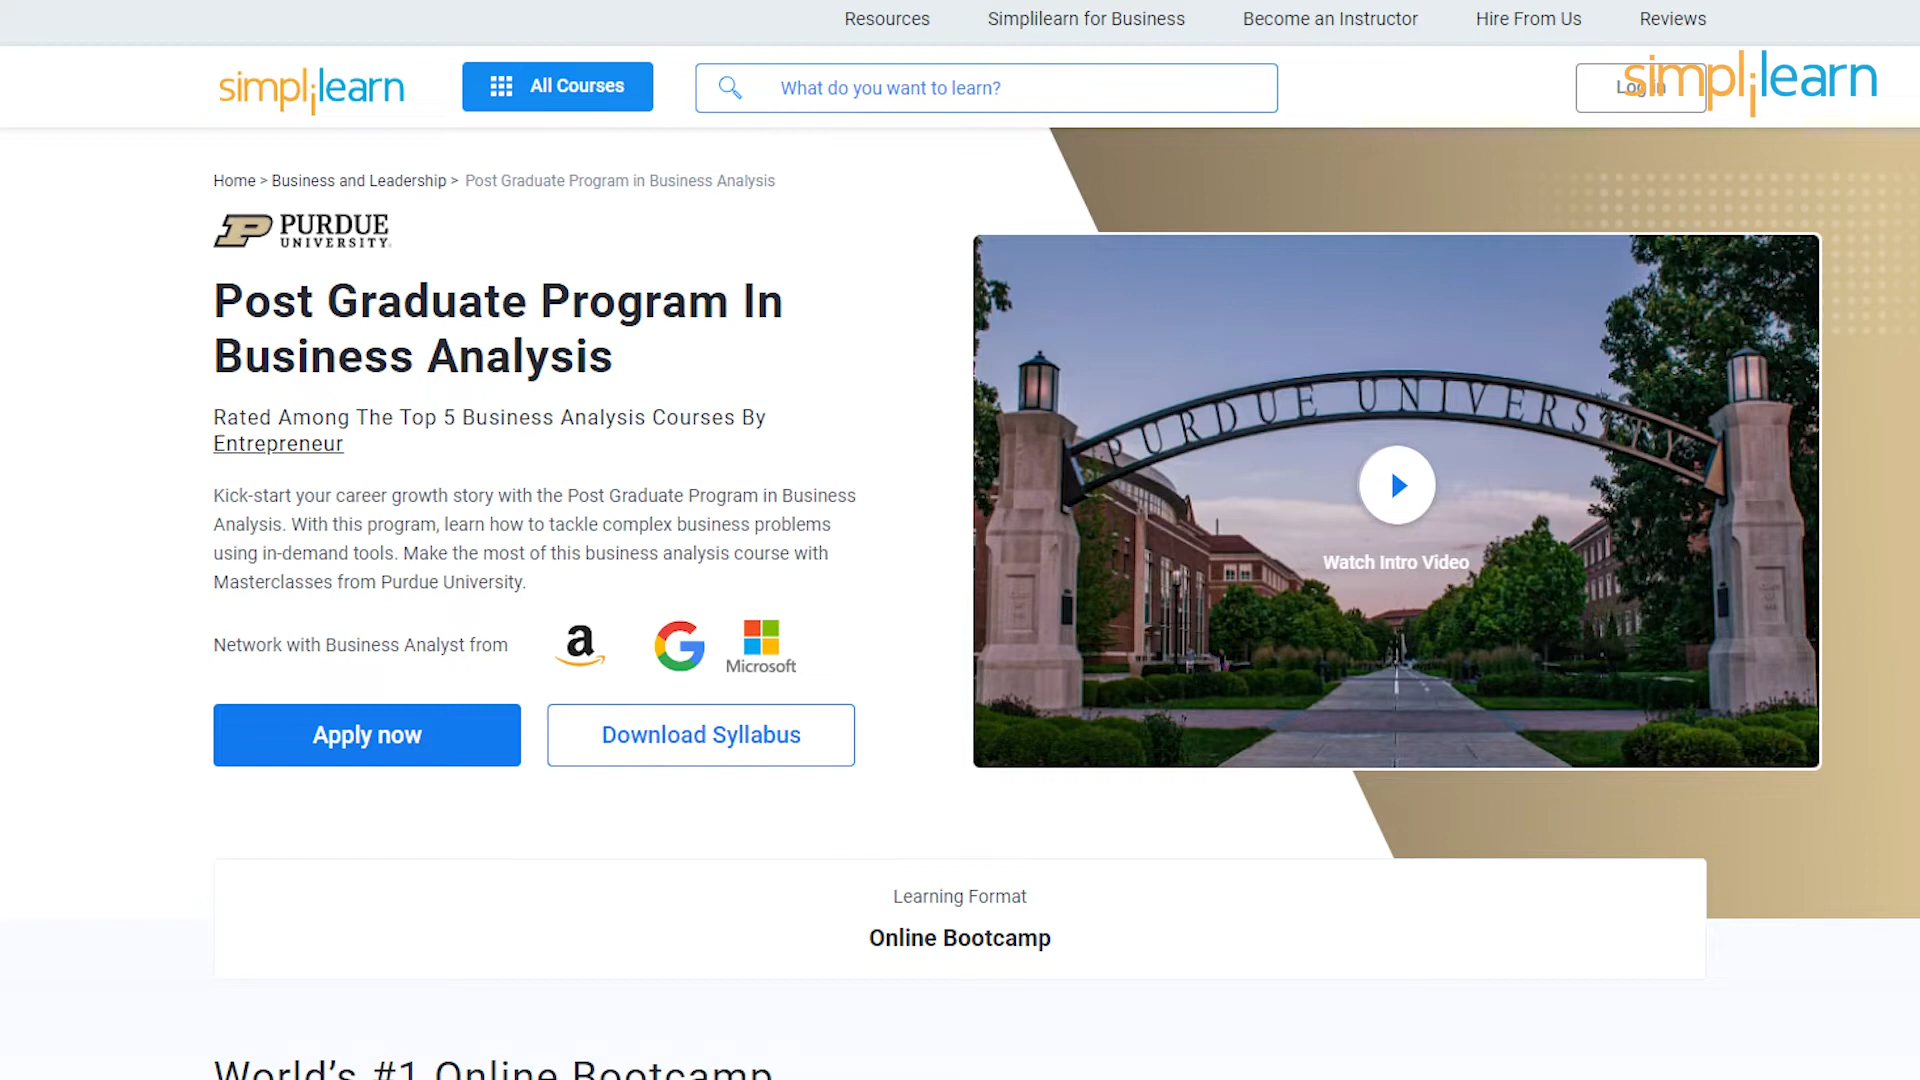 Resources Simplilearn for Business Become an Instructor Hire From Us Reviews
simplilearn
All Courses
What do you want to learn?
Log in
simplilearn
Home > Business and Leadership > Post Graduate Program in Business Analysis
PURDUE
UNIVERSITY
Post Graduate Program In
Business Analysis
Rated Among The Top 5 Business Analysis Courses By
Entrepreneur
Kick-start your career growth story with the Post Graduate Program in Business
Analysis. With this program, learn how to tackle complex business problems
using in-demand tools. Make the most of this business analysis course with
Masterclasses from Purdue University.
Network with Business Analyst from
a
G
Microsoft
Apply now
Download Syllabus
PURDUE UNIVERSITY
Watch Intro Video
Learning Format
Online Bootcamp
World's #1 Online Bootcamp